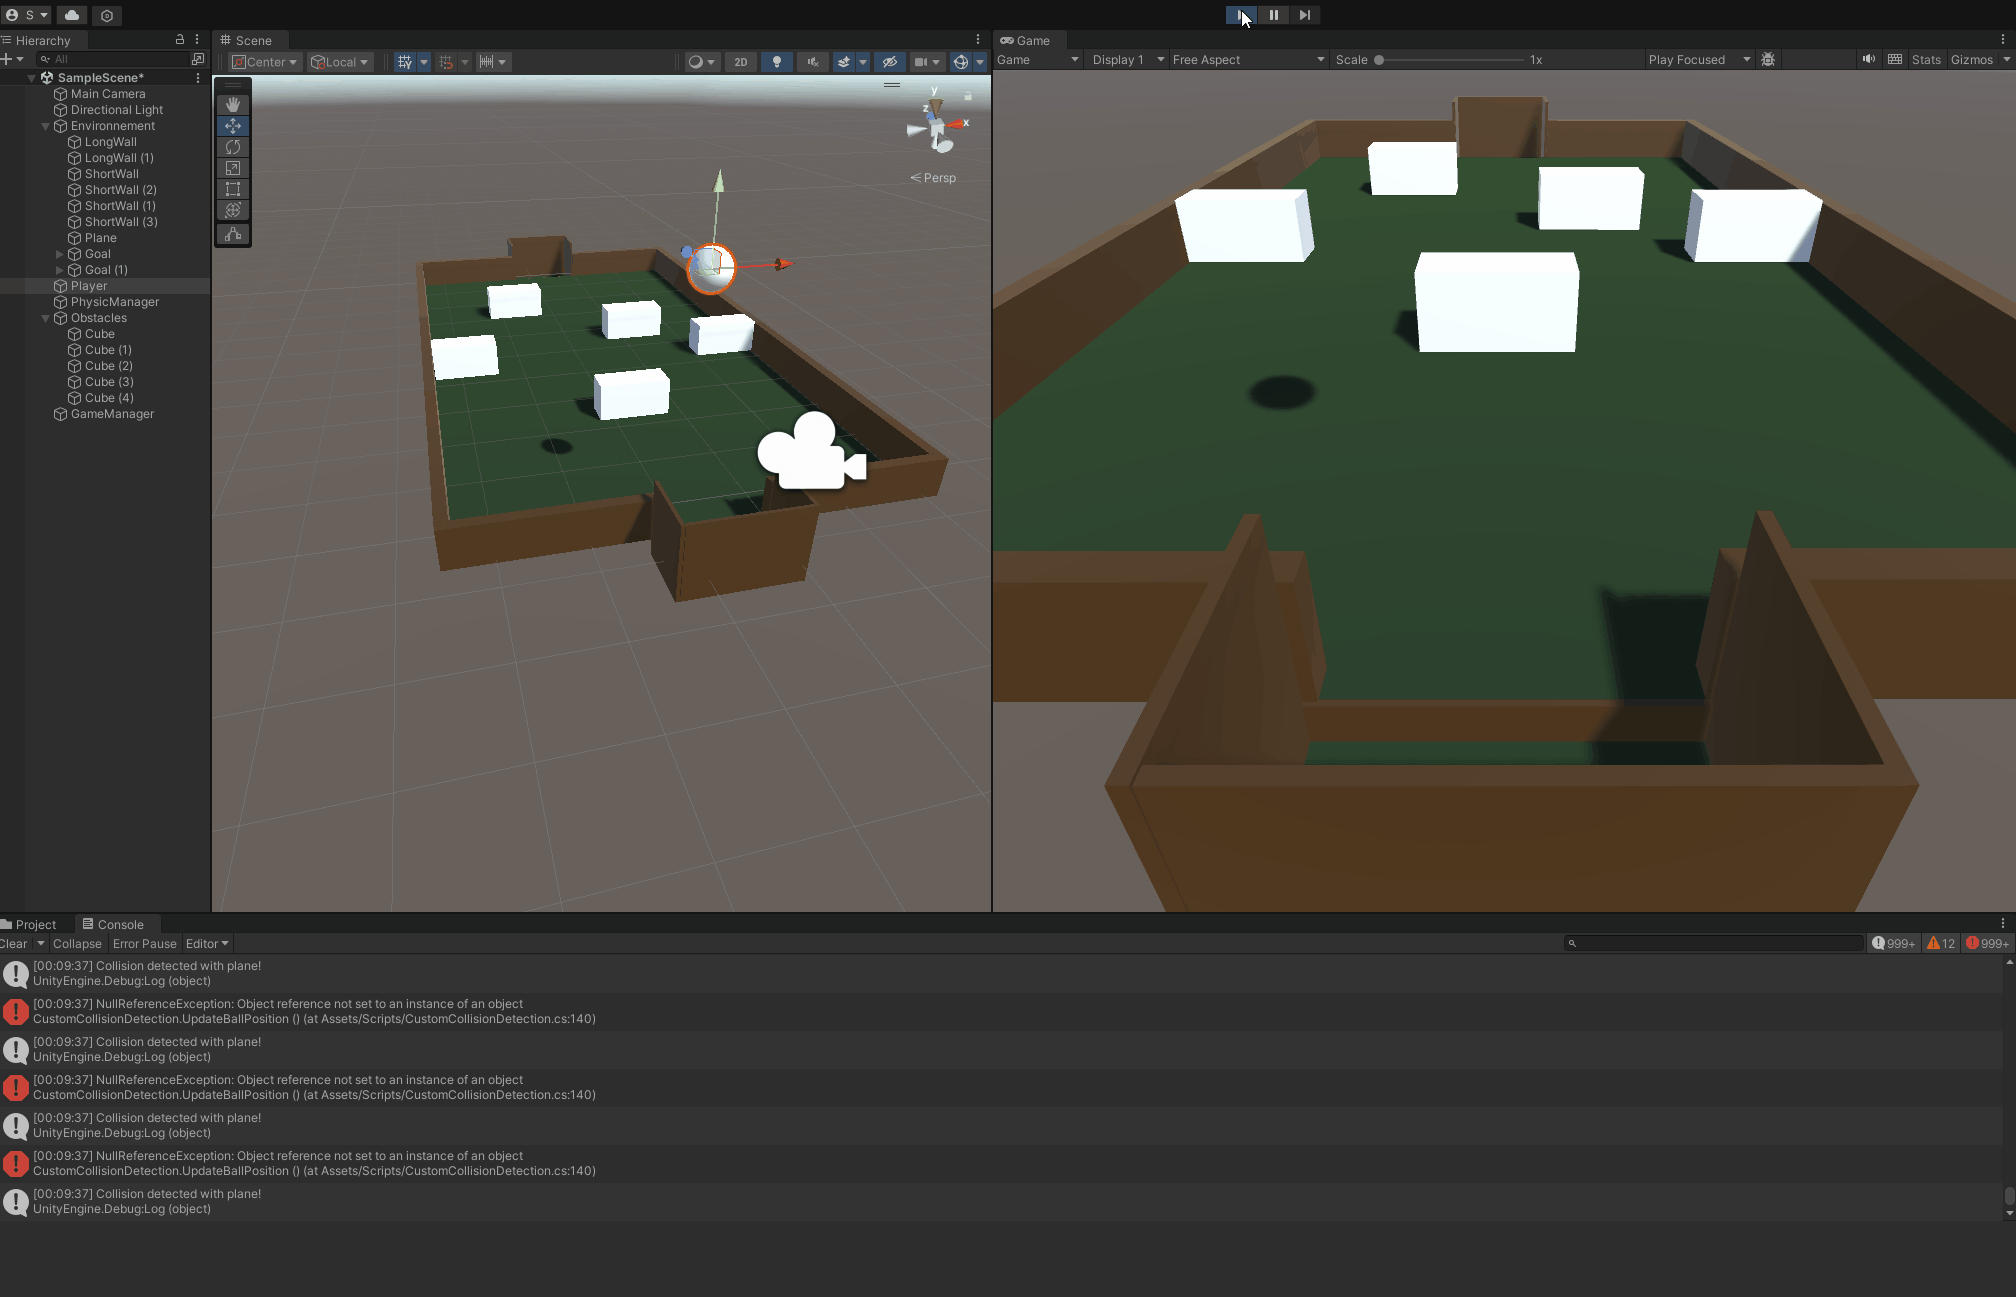 S
Hierarchy
All
SampleScene*
Main Camera
Directional Light
Environnement
LongWall
LongWall (1)
ShortWall
ShortWall (2)
ShortWall (1)
ShortWall (3)
Plane
Goal
Goal (1)
Player
PhysicManager
Obstacles
Cube
Cube (1)
Cube (2)
Cube (3)
Cube (4)
GameManager
Scene
Center
Local
2D
y
z
x
Persp
Game
Game
Display 1
Free Aspect
Scale
1x
Play Focused
Stats
Gizmos
Project
Console
Clear
Collapse
Error Pause
Editor
999+
12
999+
[00:09:37] Collision detected with plane!
UnityEngine.Debug:Log (object)
[00:09:37] NullReferenceException: Object reference not set to an instance of an object
CustomCollisionDetection.UpdateBallPosition () (at Assets/Scripts/CustomCollisionDetection.cs:140)
[00:09:37] Collision detected with plane!
UnityEngine.Debug:Log (object)
[00:09:37] NullReferenceException: Object reference not set to an instance of an object
CustomCollisionDetection.UpdateBallPosition () (at Assets/Scripts/CustomCollisionDetection.cs:140)
[00:09:37] Collision detected with plane!
UnityEngine.Debug:Log (object)
[00:09:37] NullReferenceException: Object reference not set to an instance of an object
CustomCollisionDetection.UpdateBallPosition () (at Assets/Scripts/CustomCollisionDetection.cs:140)
[00:09:37] Collision detected with plane!
UnityEngine.Debug:Log (object)